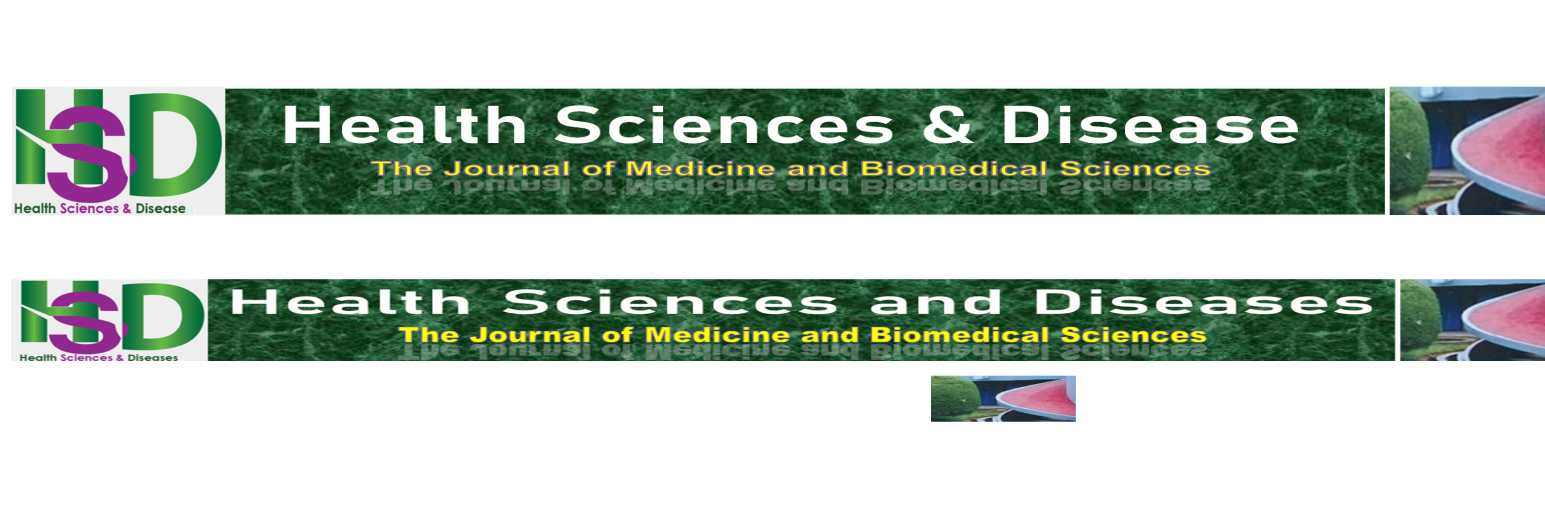 HSD
Health Sciences & Disease
The Journal of Medicine and Biomedical Sciences
Health Sciences & Disease
HSD
Health Sciences and Diseases
The Journal of Medicine and Biomedical Sciences
Health Sciences & Diseases